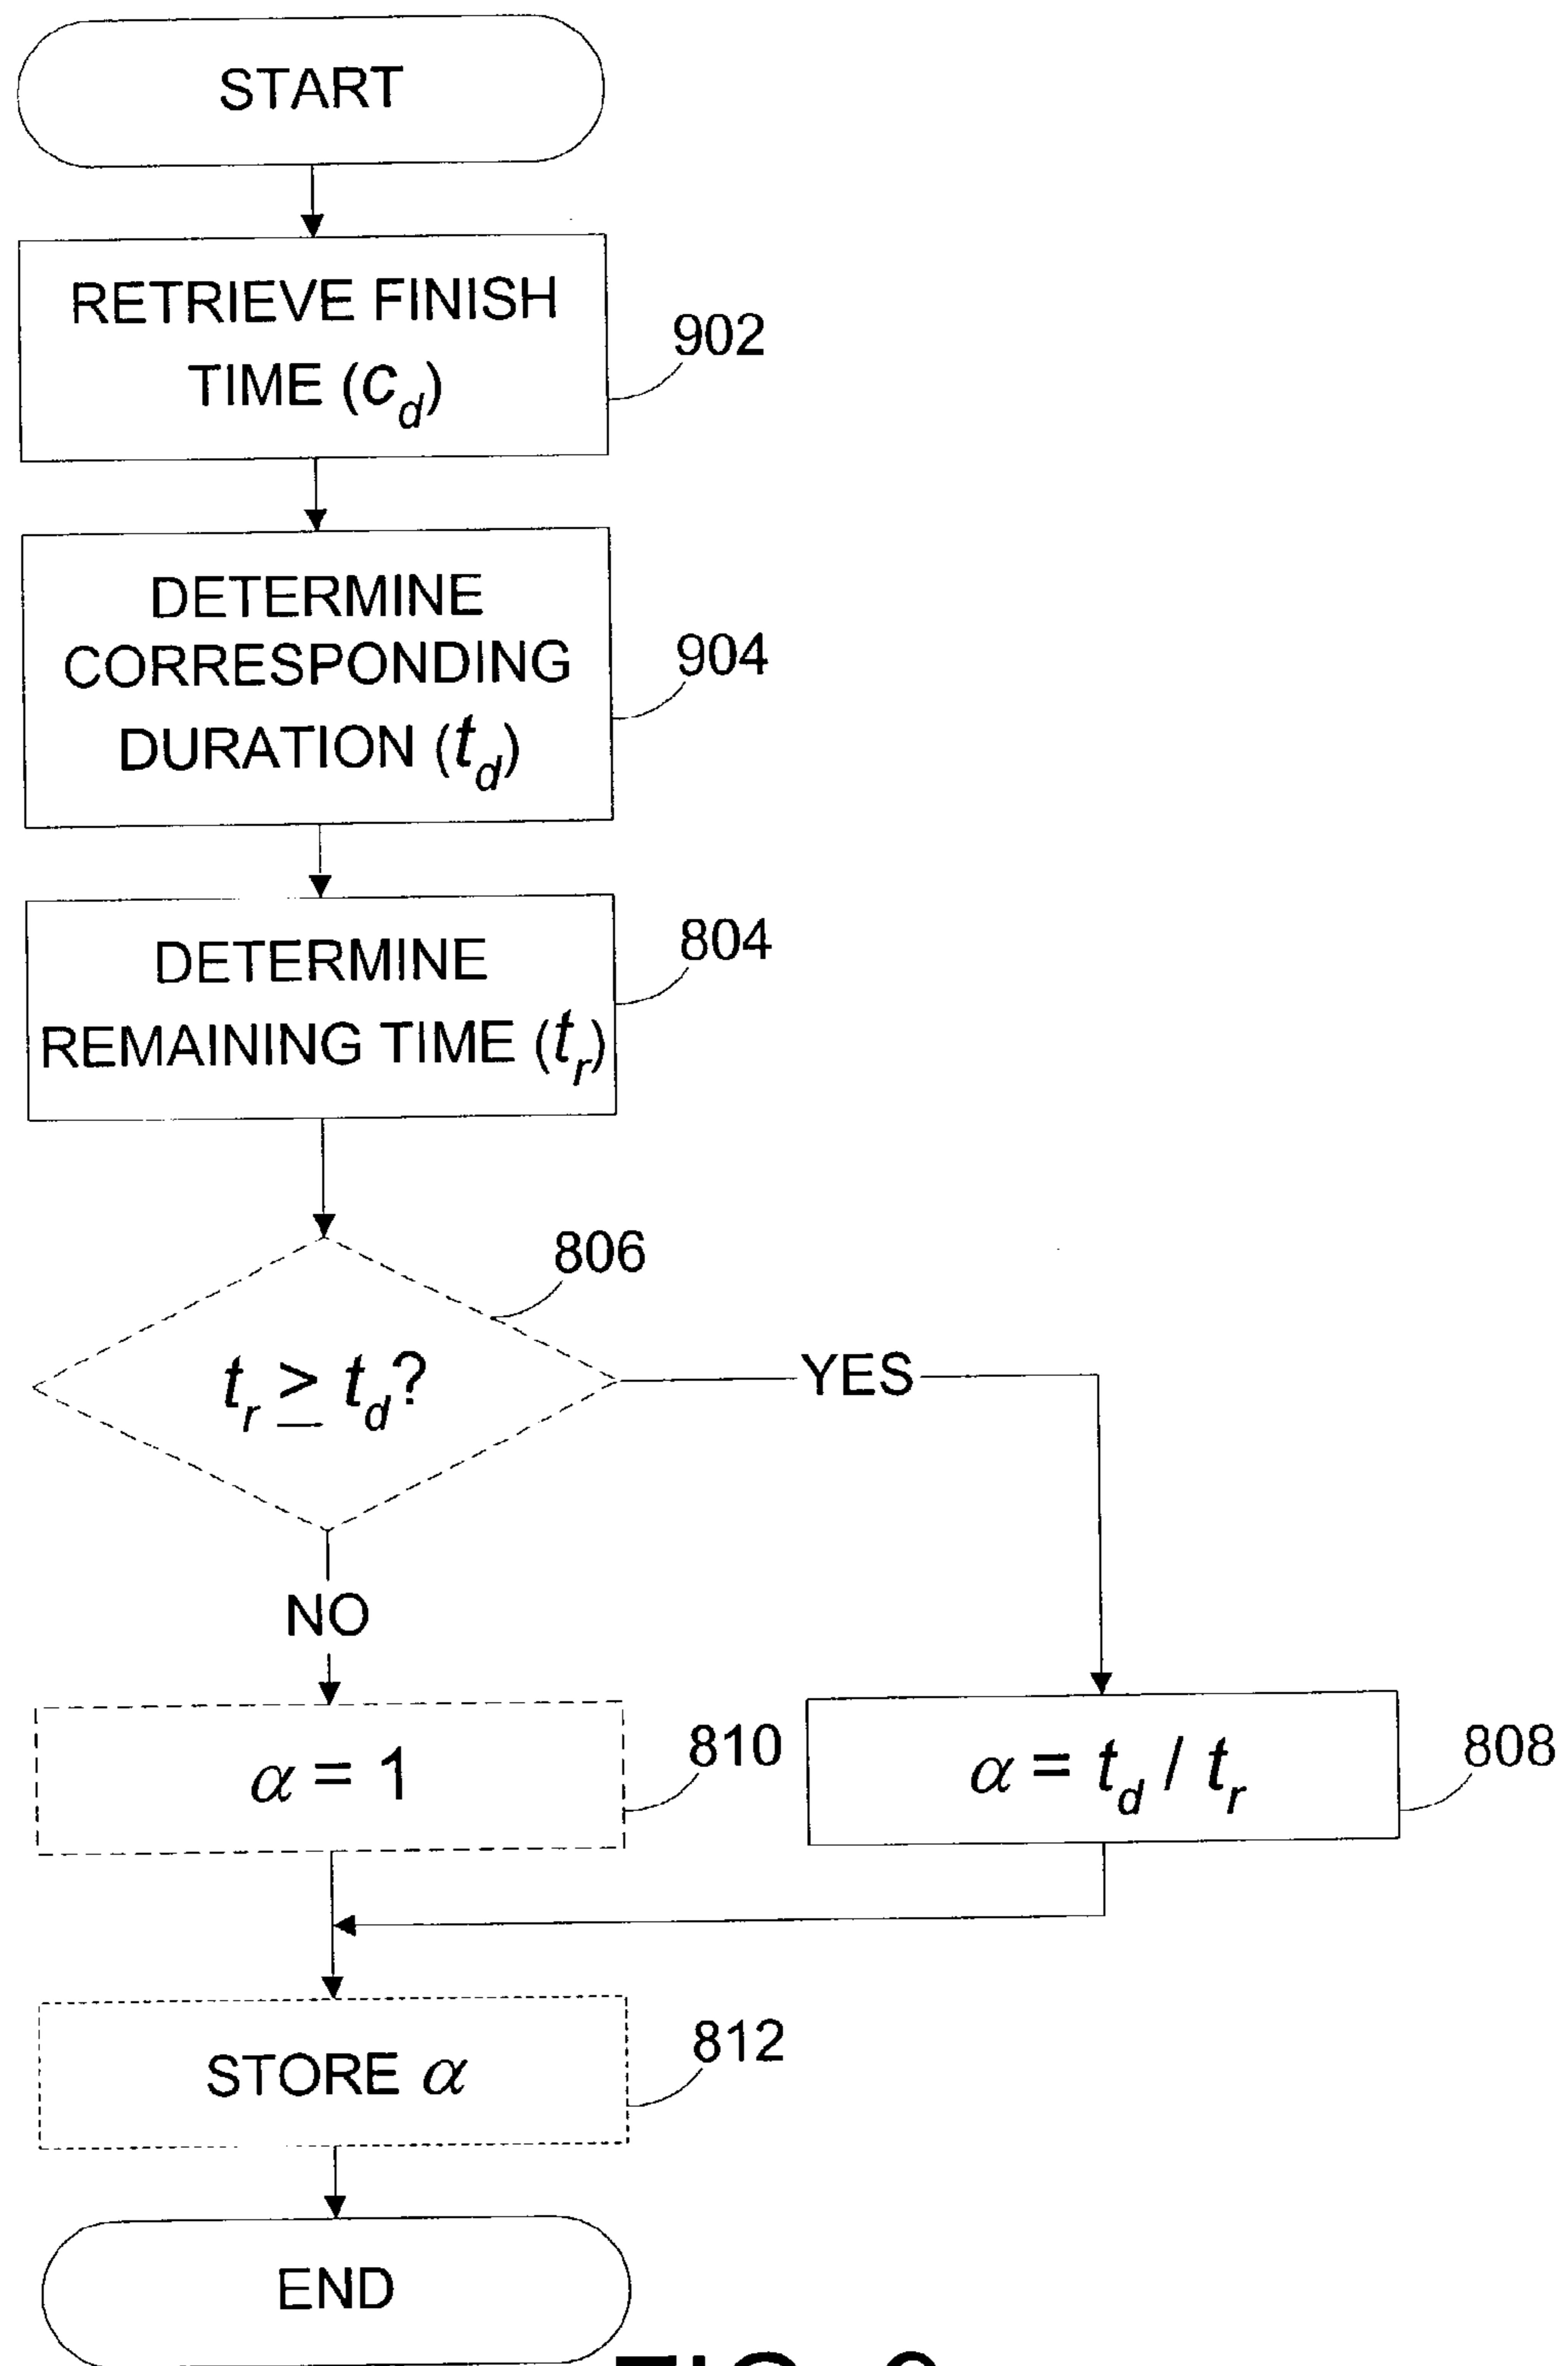 START
RETRIEVE FINISH
TIME (c_d)
902
DETERMINE
CORRESPONDING
DURATION (t_d)
904
DETERMINE
REMAINING TIME (t_r)
804
806
t_r ≥ t_d?
YES
NO
α = 1
810
α = t_d / t_r
808
STORE α
812
END